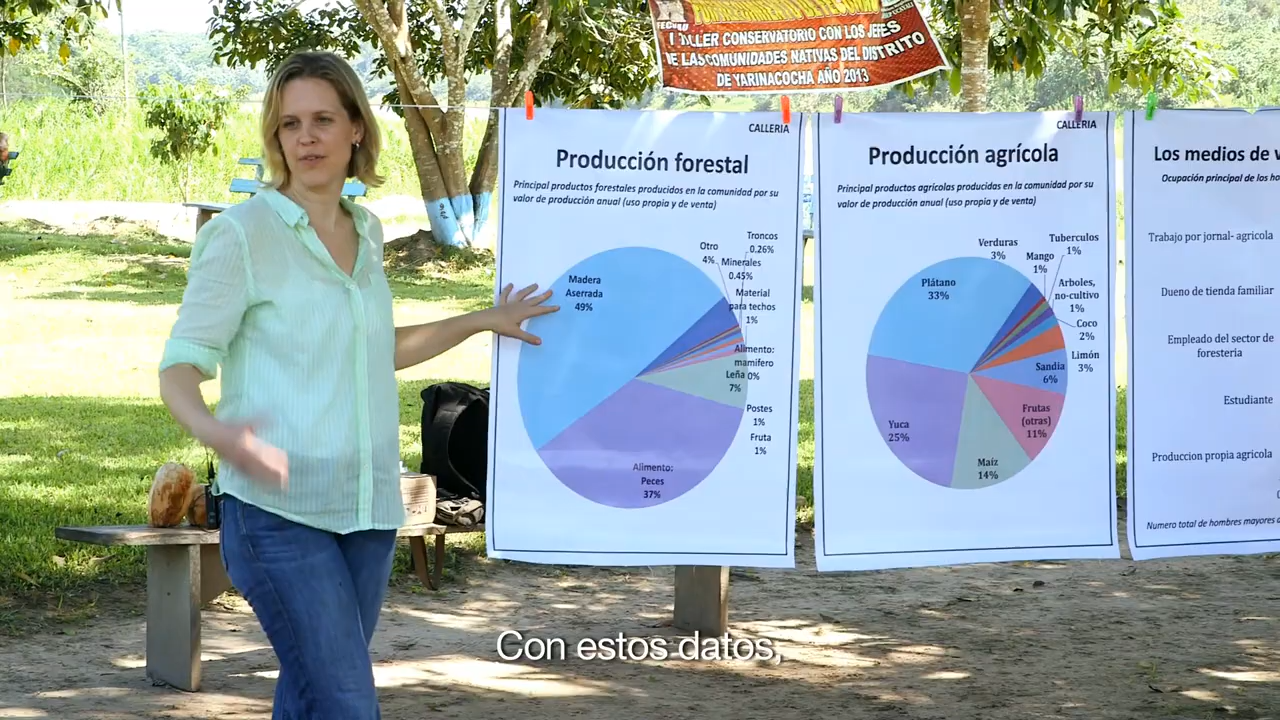 I TALLER CONSERVATORIO CON LOS JEFES
DE LAS COMUNIDADES NATIVAS DEL DISTRITO
DE YARINACOCHA AÑO 2013
CALLERIA
Producción forestal
Principal productos forestales producidos en la comunidad por su
valor de producción anual (uso propia y de venta)
Madera
Aserrada
49%
Otro
4%
Troncos
0.26%
Minerales
0.45%
Material
para techos
1%
Alimento:
mamifero
0%
Leña
7%
Postes
1%
Fruta
1%
Alimento:
Peces
37%
CALLERIA
Producción agrícola
Principal productos agrícolas producidas en la comunidad por su
valor de producción anual (uso propia y de venta)
Plátano
33%
Verduras
3%
Mango
1%
Tuberculos
1%
Arboles,
no-cultivo
1%
Coco
2%
Limón
3%
Sandia
6%
Frutas
(otras)
11%
Maíz
14%
Yuca
25%
Los medios de v
Ocupación principal de los ho
Trabajo por jornal- agricola
Dueno de tienda familiar
Empleado del sector de
foresteria
Estudiante
Produccion propia agricola
Numero total de hombres mayores
Con estos datos,